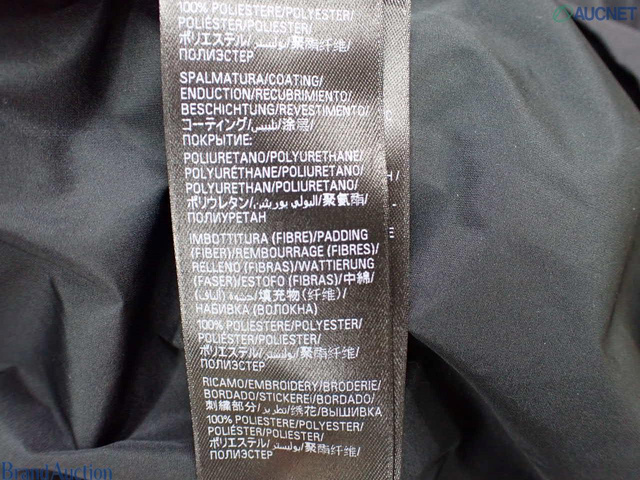 100% POLIESTERE/POLYESTER/
POLIÉSTER/POLYESTER/
ポリエステル/بوليستر/聚酯纤维/
ПОЛИЭСТЕР
SPALMATURA/COATING/
ENDUCTION/RECUBRIMIENTO/
BESCHICHTUNG/REVESTIMENTO/
コーティング/تلبيس/涂层/
ПОКРЫТИЕ:
POLIURETANO/POLYURETHANE/
POLYURÉTHANE/POLIURETANO/
POLYURETHAN/POLIURETANO/
ポリウレタン/البولي يوريثين/聚氨酯/
ПОЛИУРЕТАН
IMBOTTITURA (FIBRE)/PADDING
(FIBER)/REMBOURRAGE (FIBRES)/
RELLENO (FIBRAS)/WATTIERUNG
(FASER)/ESTOFO (FIBRAS)/中綿/
حشوة (ألياف)/填充物(纤维)/
НАБИВКА (ВОЛОКНА)
100% POLIESTERE/POLYESTER/
POLIÉSTER/POLYESTER/
ポリエステル/بوليستر/聚酯纤维/
ПОЛИЭСТЕР
RICAMO/EMBROIDERY/BRODERIE/
BORDADO/STICKEREI/BORDADO/
刺繍部分/تطريز/绣花/ВЫШИВКА
100% POLIESTERE/POLYESTER/
POLIÉSTER/POLIESTER/
ポリエステル/بوليستر/聚酯纤维/
ПОЛИЭСТЕР
H /
E
AUCNET
Brand Auction